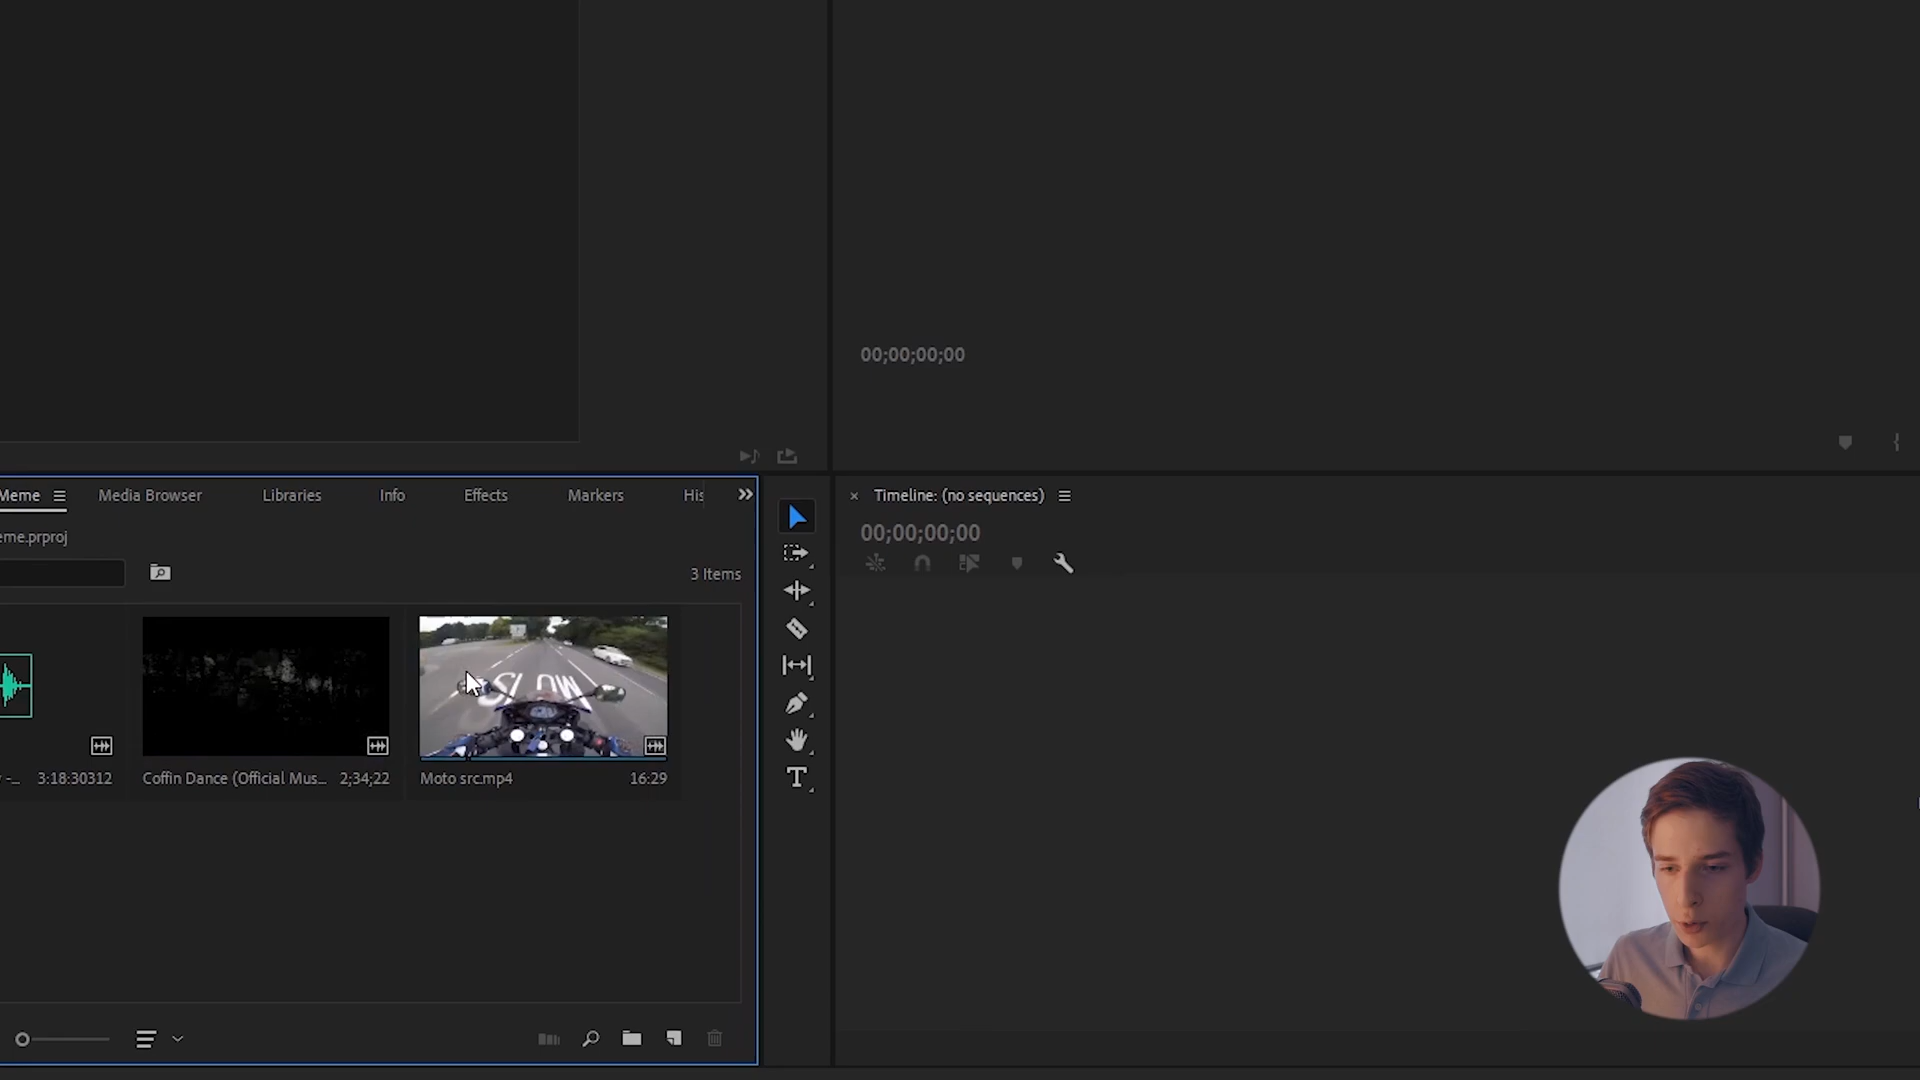 00;00;00;00
Meme Media Browser Libraries Info Effects Markers His
Timeline: (no sequences)
eme.prproj
00;00;00;00
3 Items
SLOW
-... 3:18:30312
Coffin Dance (Official Mus... 2;34;22
Moto src.mp4 16:29
T